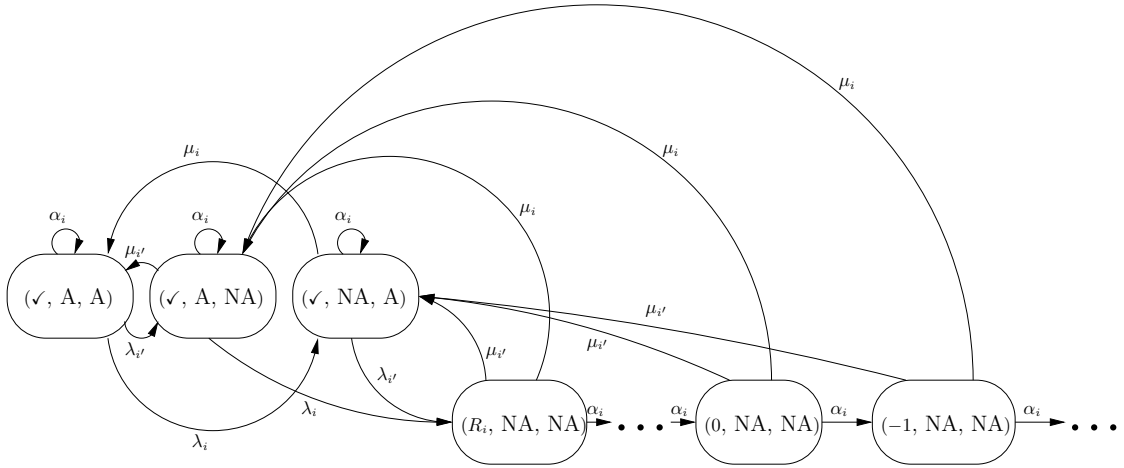 μ_i
μ_i
μ_i
μ_i
α_i
α_i
α_i
μ_{i'}
(✓, A, A)
(✓, A, NA)
(✓, NA, A)
μ_{i'}
μ_{i'}
λ_{i'}
μ_{i'}
λ_{i'}
λ_i
λ_i
(R_i, NA, NA)
α_i
• • •
α_i
(0, NA, NA)
α_i
(−1, NA, NA)
α_i
• • •